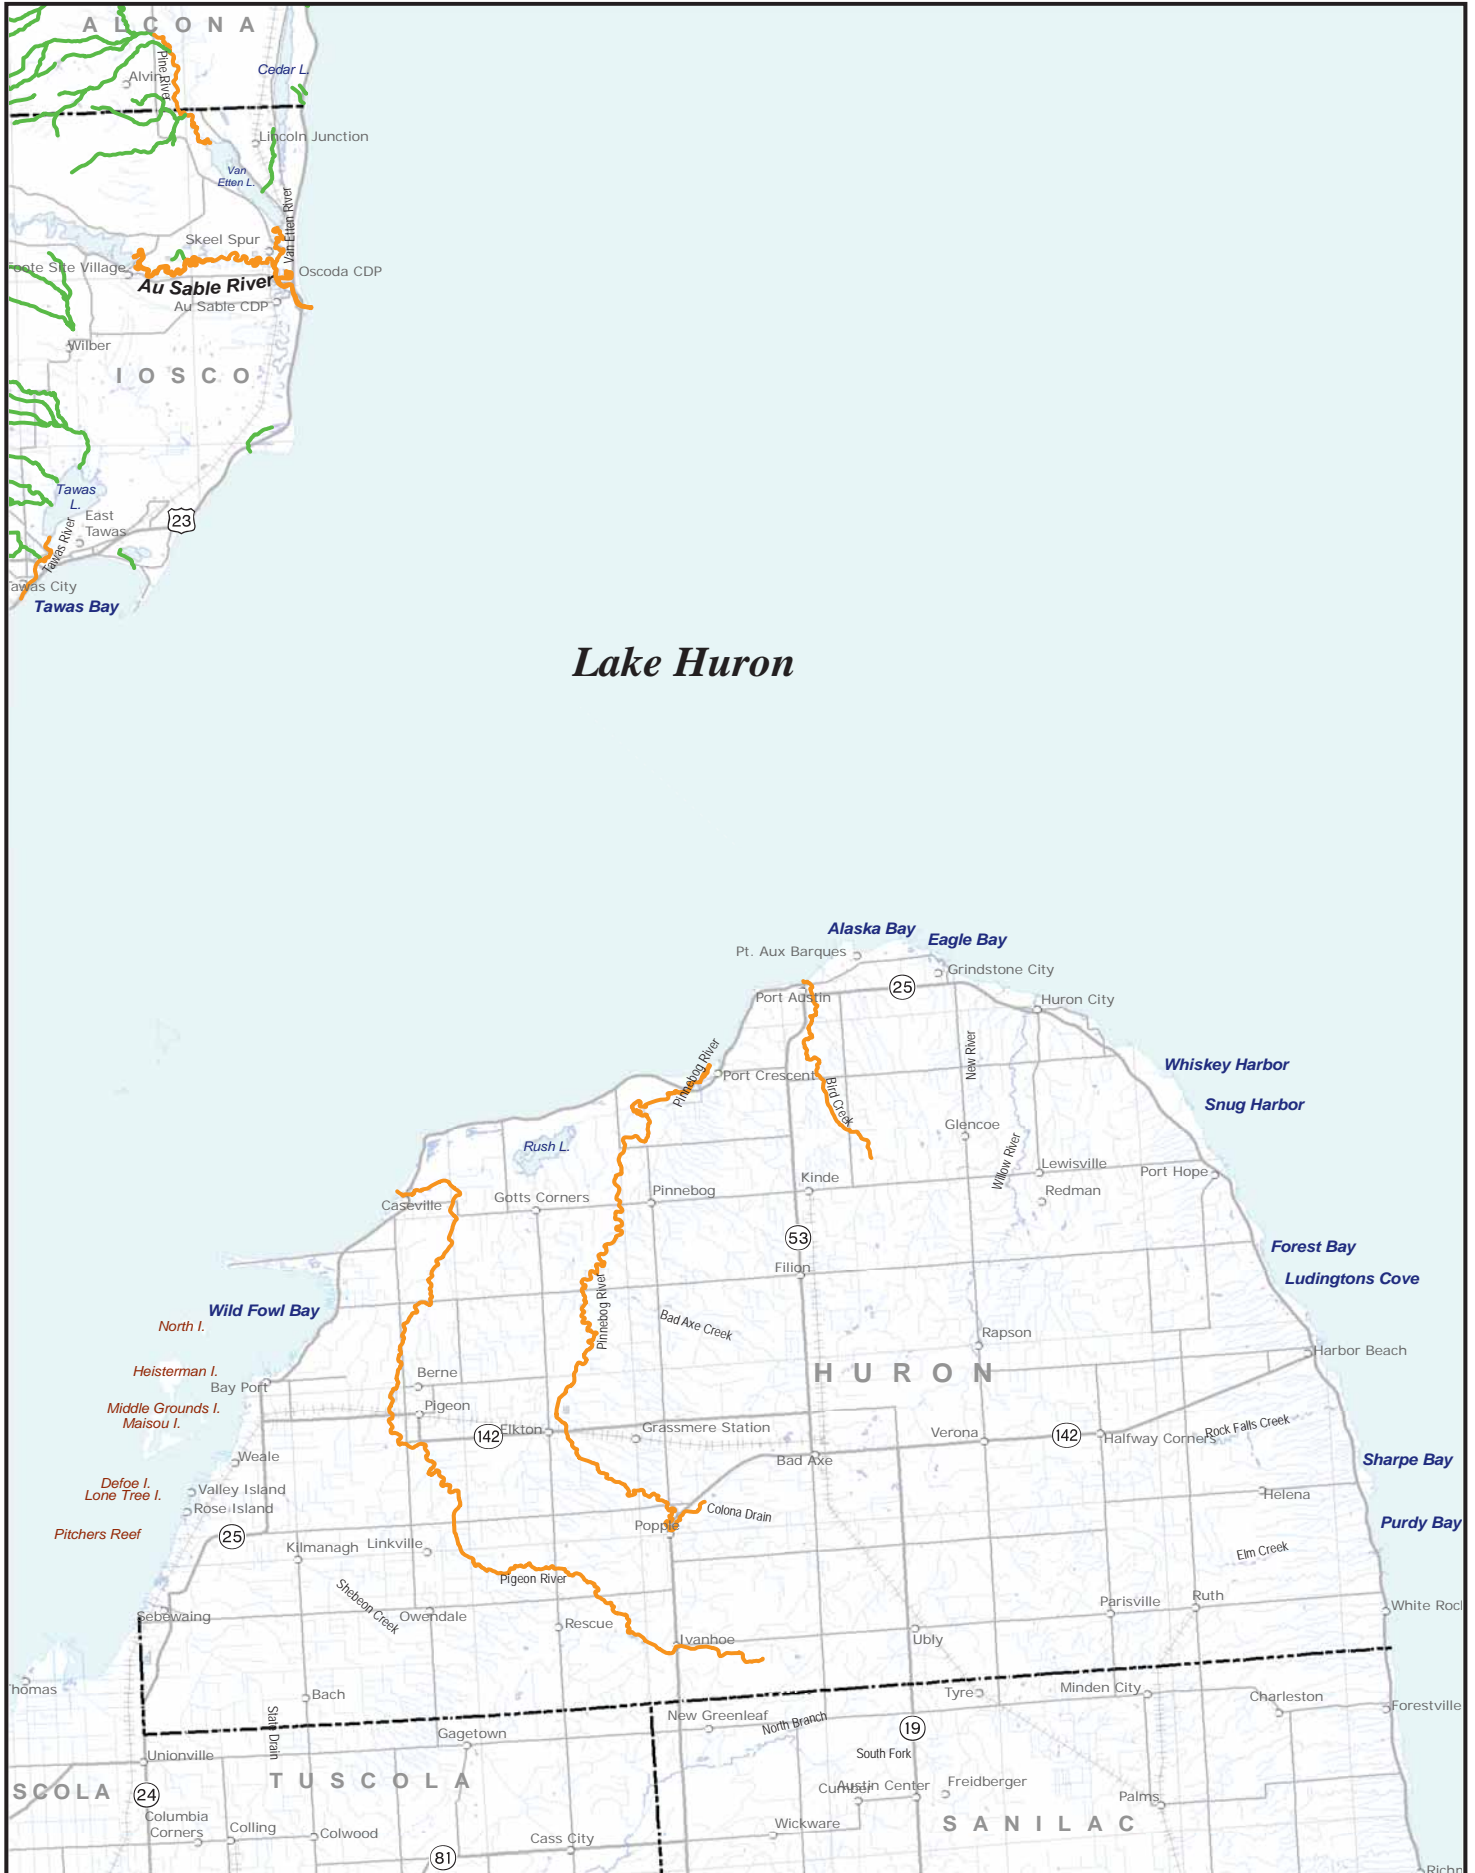 ALCONA
Cedar L.
Pine River
Alvin
Lincoln Junction
Van
Etten L.
Van Etten River
Skeel Spur
oote Site Village
Oscoda CDP
Au Sable River
Au Sable CDP
Wilber
IOSCO
Tawas
L.
East
Tawas
23
Tawas River
awas City
Tawas Bay
Lake Huron
Alaska Bay
Eagle Bay
Pt. Aux Barques
Grindstone City
25
Port Austin
Huron City
Pinnebog River
New River
Whiskey Harbor
Port Crescent
Bird Creek
Snug Harbor
Glencoe
Rush L.
Willow River
Lewisville
Port Hope
Kinde
Redman
Pinnebog
Gotts Corners
Caseville
53
Forest Bay
Filion
Ludingtons Cove
Wild Fowl Bay
Pinnebog River
North I.
Bad Axe Creek
Rapson
Harbor Beach
Heisterman I.
Berne
HURON
Bay Port
Middle Grounds I.
Maisou I.
Pigeon
142
Elkton
Grassmere Station
Verona
142
Halfway Corners
Rock Falls Creek
Weale
Bad Axe
Sharpe Bay
Defoe I.
Lone Tree I.
Valley Island
Rose Island
Helena
Colona Drain
Pitchers Reef
25
Popple
Purdy Bay
Kilmanagh
Linkville
Elm Creek
Pigeon River
Shebeon Creek
Parisville
Ruth
Sebewaing
Owendale
Rescue
White Roc
Ivanhoe
Ubly
Thomas
Bach
Tyre
Minden City
Charleston
Forestville
State Drain
Gagetown
New Greenleaf
North Branch
19
Unionville
South Fork
TUSCOLA
SCOLA
24
Cumber
Austin Center
Freidberger
Palms
Columbia
Corners
Colling
Colwood
Cass City
Wickware
SANILAC
81
Richm